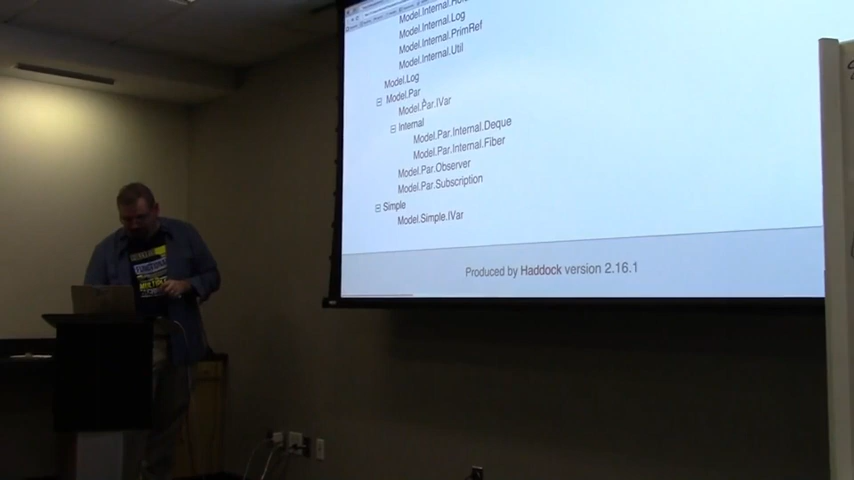 Model.Internal.Log
Model.Internal.PrimRef
Model.Internal.Util
Model.Log
Model.Par
Model.Par.IVar
Internal
Model.Par.Internal.Deque
Model.Par.Internal.Fiber
Model.Par.Observer
Model.Par.Subscription
Simple
Model.Simple.IVar
Produced by Haddock version 2.16.1